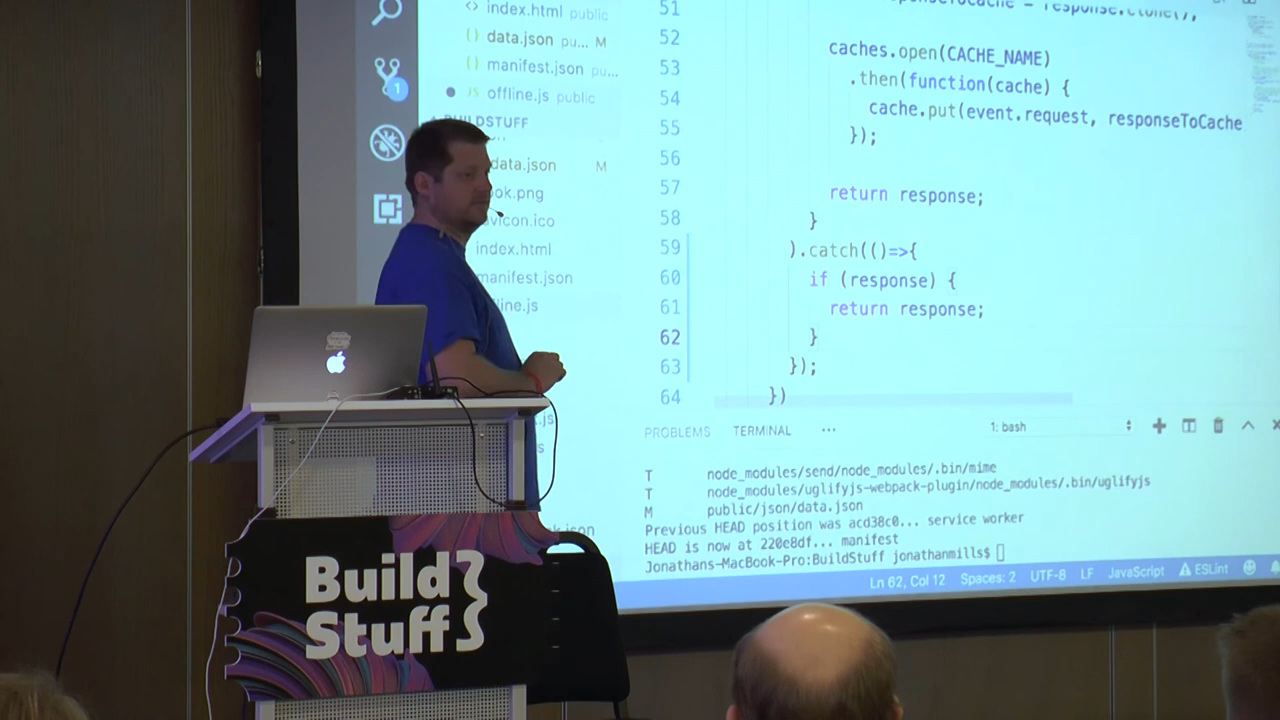 index.html public
data.json pu... M
manifest.json pu...
JS offline.js public
BUILDSTUFF
data.json M
index.html
manifest.json
51
52
53
54
55
56
57
58
59
60
61
62
63
64
= response.clone();
caches.open(CACHE_NAME)
.then(function(cache) {
cache.put(event.request, responseToCache
});
return response;
}
).catch(()=>{
if (response) {
return response;
}
});
})
PROBLEMS TERMINAL ... 1: bash
T node_modules/send/node_modules/.bin/mime
T node_modules/uglifyjs-webpack-plugin/node_modules/.bin/uglifyjs
M public/json/data.json
Previous HEAD position was acd38c0... service worker
HEAD is now at 220e8df... manifest
Jonathans-MacBook-Pro:BuildStuff jonathanmills$
Ln 62, Col 12 Spaces: 2 UTF-8 LF JavaScript ESLint
1
Build
Stuff